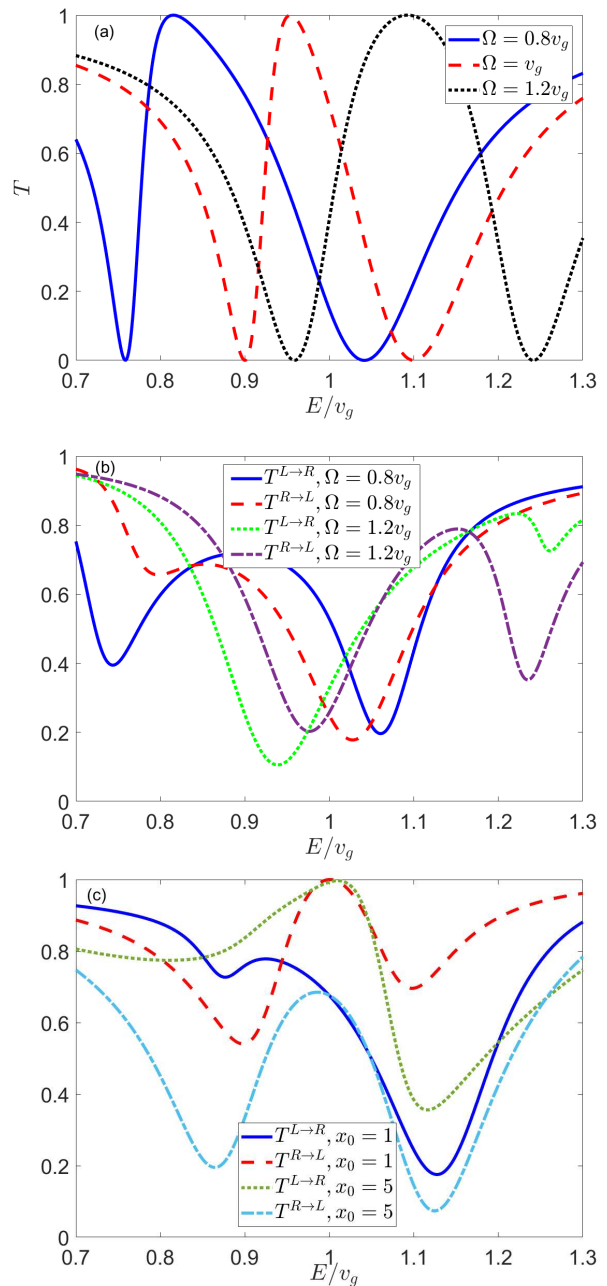 (a)
Ω = 0.8v_g
Ω = v_g
Ω = 1.2v_g
T
1
0.8
0.6
0.4
0.2
0
0.7 0.8 0.9 1 1.1 1.2 1.3
E/v_g
(b)
T^{L→R}, Ω = 0.8v_g
T^{R→L}, Ω = 0.8v_g
T^{L→R}, Ω = 1.2v_g
T^{R→L}, Ω = 1.2v_g
1
0.8
0.6
0.4
0.2
0
0.7 0.8 0.9 1 1.1 1.2 1.3
E/v_g
(c)
1
0.8
0.6
0.4
0.2
0
T^{L→R}, x_0 = 1
T^{R→L}, x_0 = 1
T^{L→R}, x_0 = 5
T^{R→L}, x_0 = 5
0.7 0.8 0.9 1 1.1 1.2 1.3
E/v_g